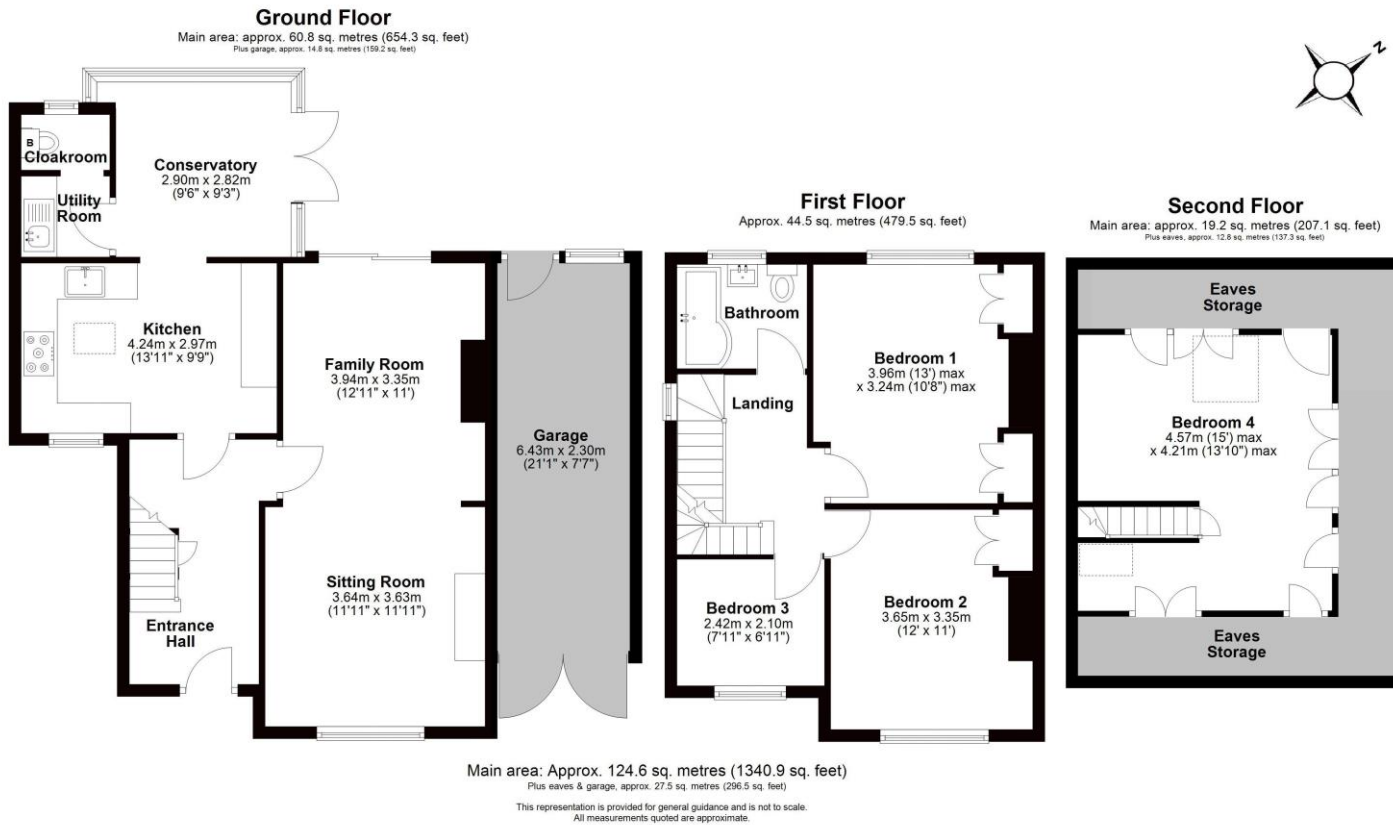 Ground Floor
Main area: approx. 60.8 sq. metres (654.3 sq. feet)
Plus garage, approx. 14.8 sq. metres (159.2 sq. feet)
B
Cloakroom
Utility
Room
Conservatory
2.90m x 2.82m
(9'6" x 9'3")
Kitchen
4.24m x 2.97m
(13'11" x 9'9")
Family Room
3.94m x 3.35m
(12'11" x 11')
Garage
6.43m x 2.30m
(21'1" x 7'7")
Sitting Room
3.64m x 3.63m
(11'11" x 11'11")
Entrance
Hall
First Floor
Approx. 44.5 sq. metres (479.5 sq. feet)
Bathroom
Bedroom 1
3.96m (13') max
x 3.24m (10'8") max
Landing
Bedroom 3
2.42m x 2.10m
(7'11" x 6'11")
Bedroom 2
3.65m x 3.35m
(12' x 11')
N
Second Floor
Main area: approx. 19.2 sq. metres (207.1 sq. feet)
Plus eaves, approx. 12.8 sq. metres (137.3 sq. feet)
Eaves
Storage
Bedroom 4
4.57m (15') max
x 4.21m (13'10") max
Eaves
Storage
Main area: Approx. 124.6 sq. metres (1340.9 sq. feet)
Plus eaves & garage, approx. 27.5 sq. metres (296.5 sq. feet)
This representation is provided for general guidance and is not to scale.
All measurements quoted are approximate.